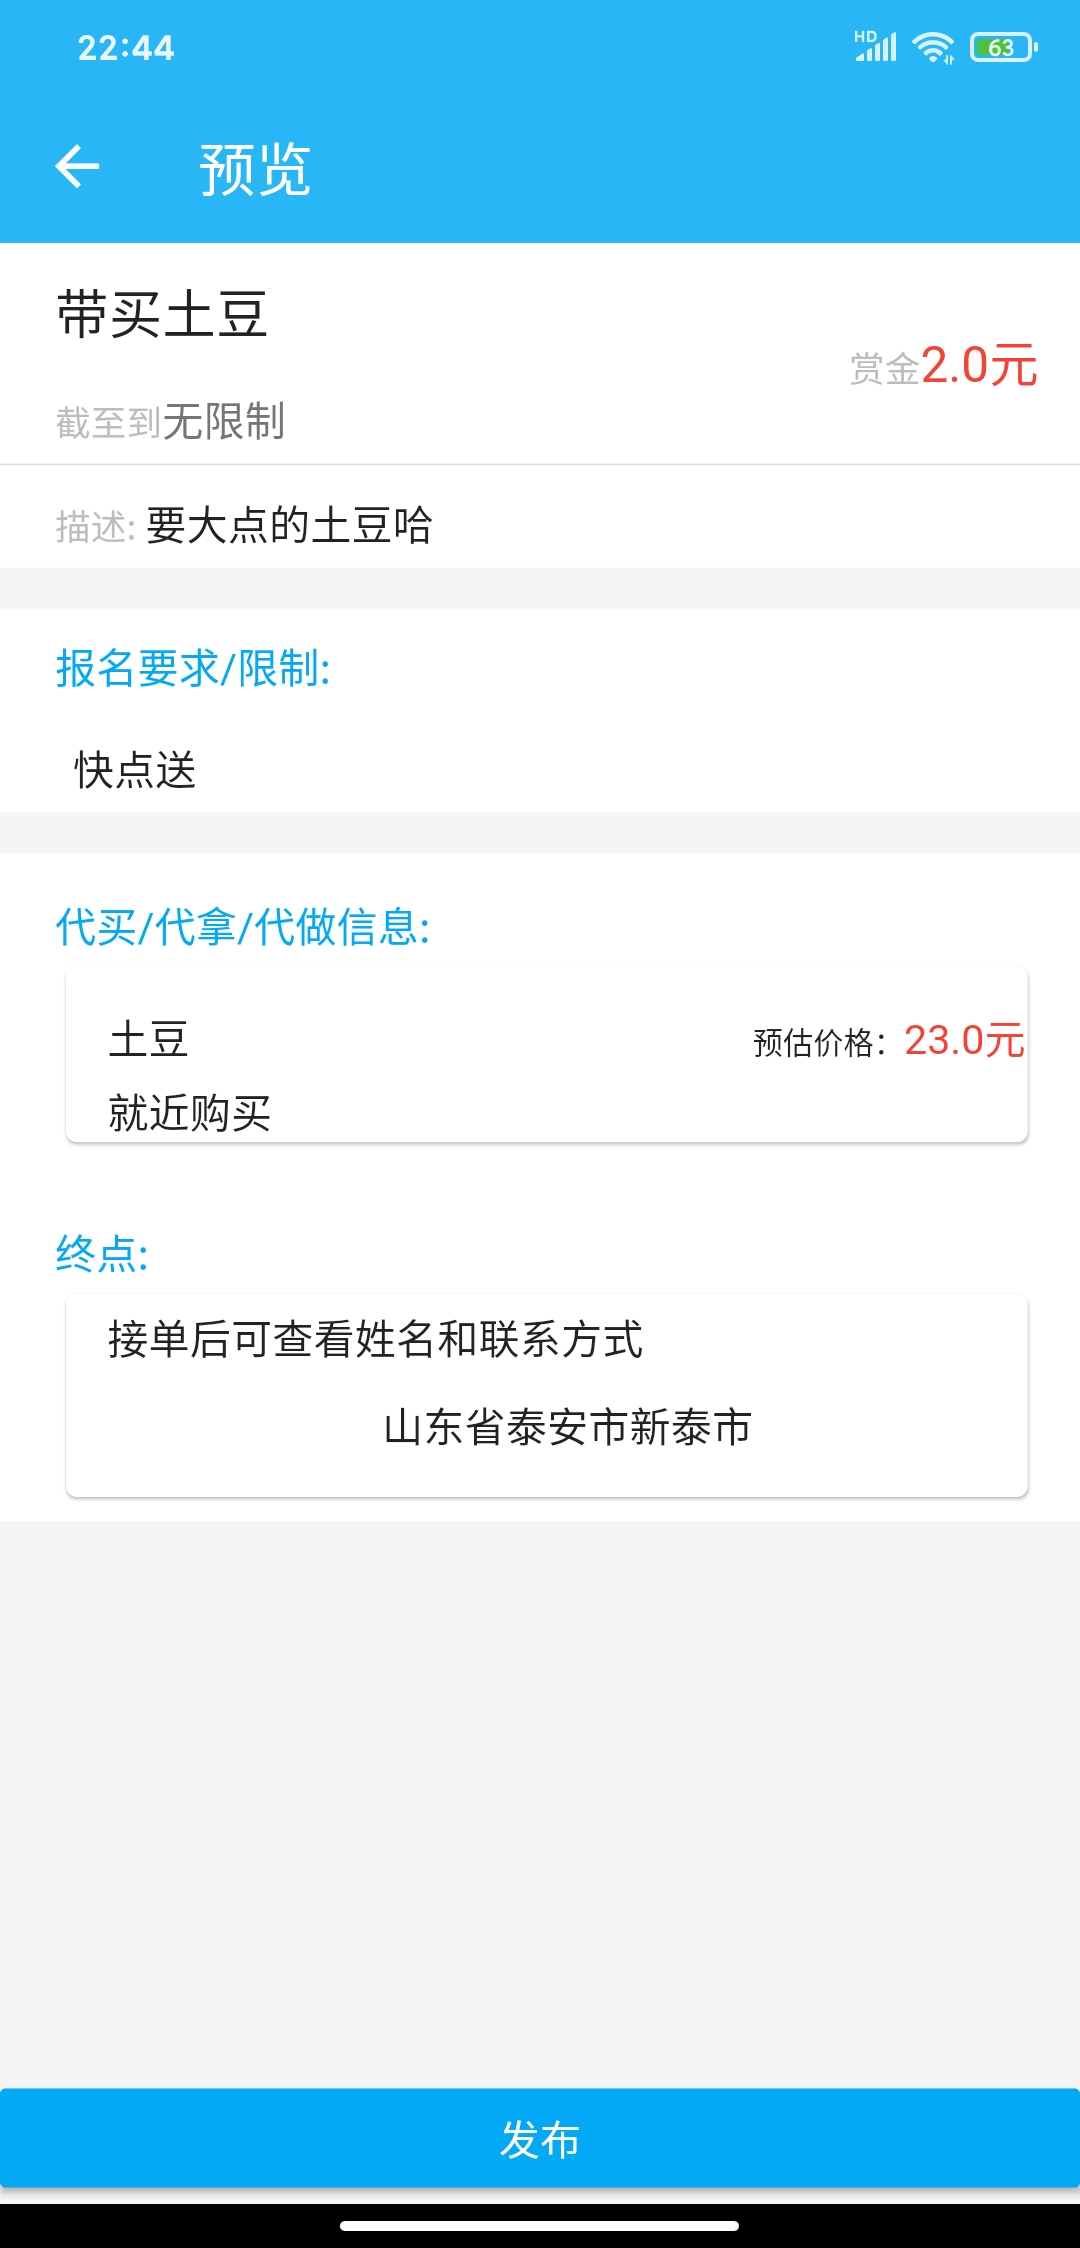 22:44
HD
63
预览
带买土豆
赏金2.0元
截至到无限制
描述: 要大点的土豆哈
报名要求/限制:
快点送
代买/代拿/代做信息:
土豆
预估价格：23.0元
就近购买
终点:
接单后可查看姓名和联系方式
山东省泰安市新泰市
发布